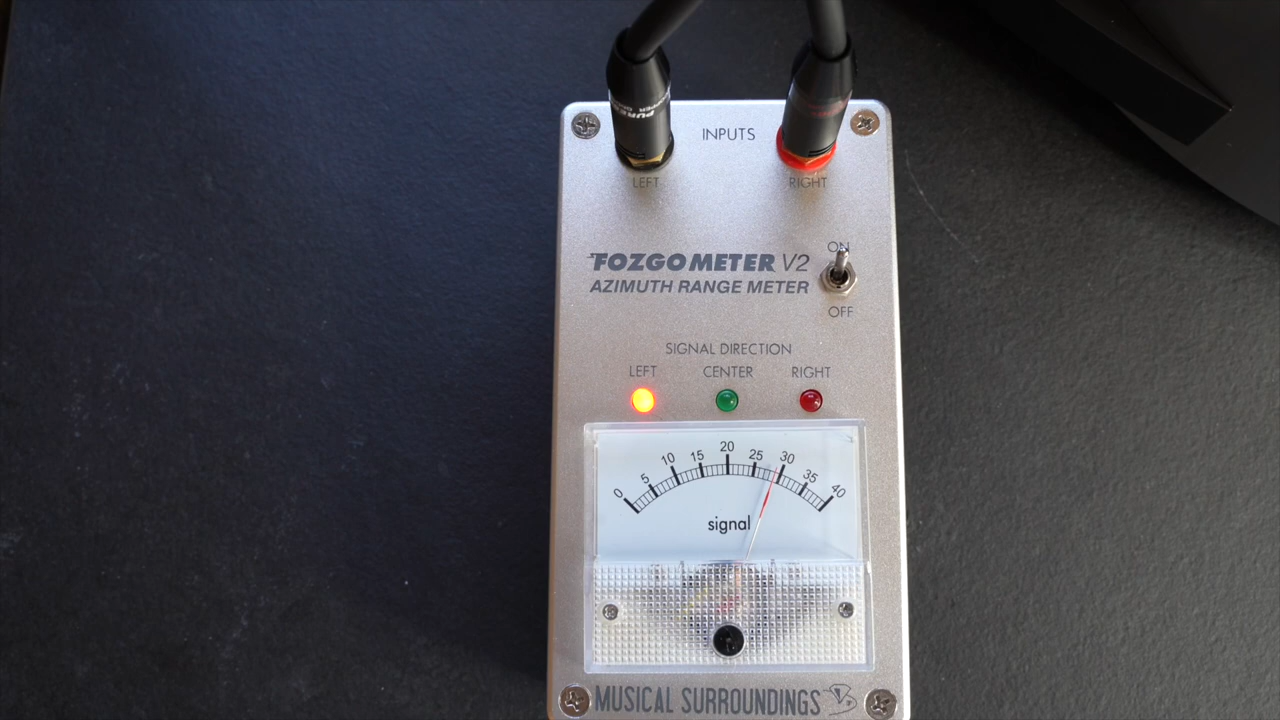 INPUTS
LEFT
RIGHT
ON
FOZGOMETER V2
AZIMUTH RANGE METER
OFF
SIGNAL DIRECTION
LEFT CENTER RIGHT
0 5 10 15 20 25 30 35 40
signal
MUSICAL SURROUNDINGS